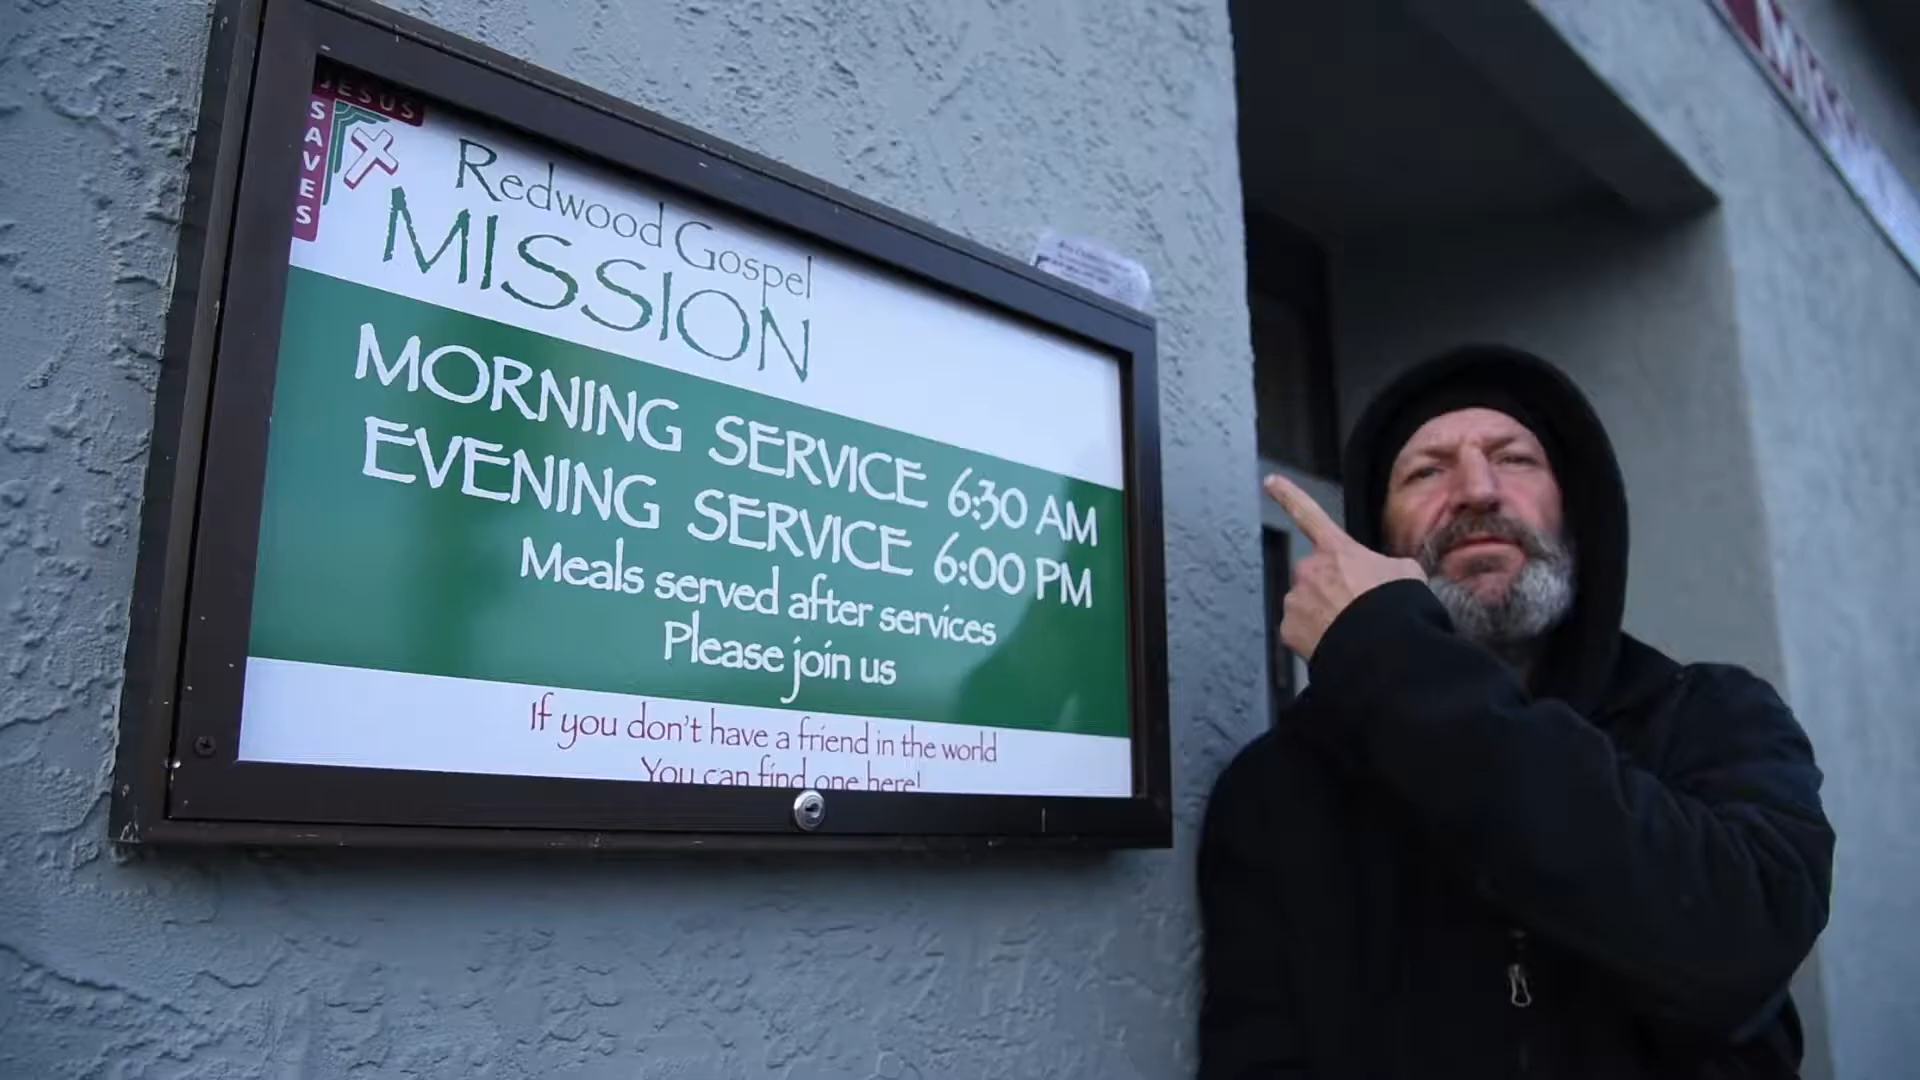 JESUS
SAVES
Redwood Gospel
MISSION
MORNING SERVICE 6:30 AM
EVENING SERVICE 6:00 PM
Meals served after services
Please join us
If you don't have a friend in the world
You can find one here!